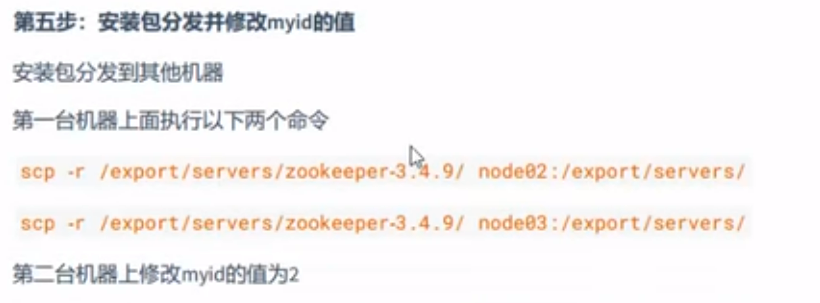 第五步：安装包分发并修改myid的值
安装包分发到其他机器
第一台机器上面执行以下两个命令
scp -r /export/servers/zookeeper-3.4.9/ node02:/export/servers/
scp -r /export/servers/zookeeper-3.4.9/ node03:/export/servers/
第二台机器上修改myid的值为2